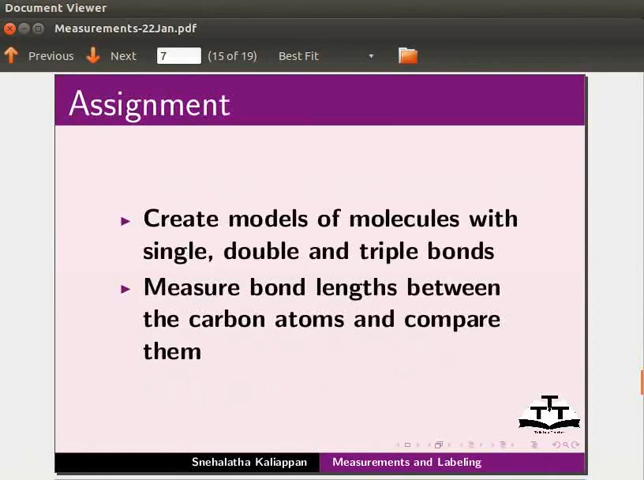 Document Viewer
Measurements-22Jan.pdf
Previous Next 7 (15 of 19) Best Fit
Assignment
Create models of molecules with
single, double and triple bonds
Measure bond lengths between
the carbon atoms and compare
them
Snehalatha Kaliappan Measurements and Labeling